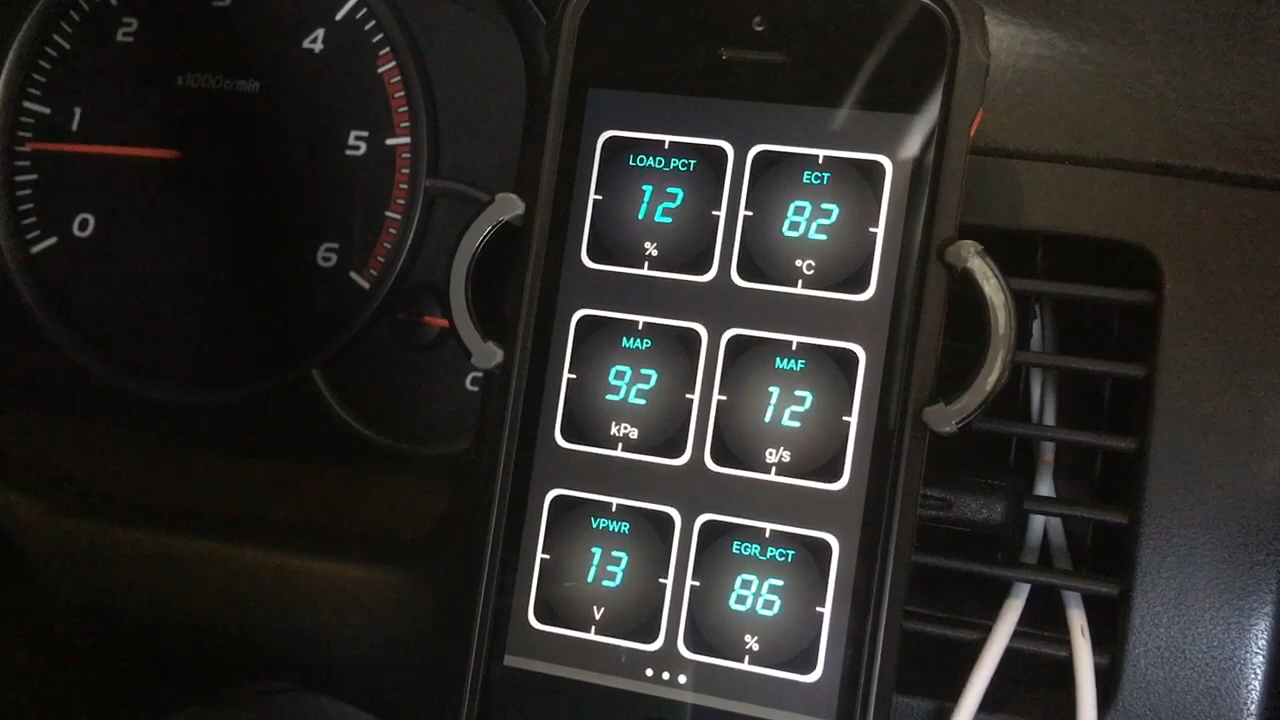 2
4
1
x1000r/min
5
0
6
C
LOAD_PCT
12
%
ECT
82
°C
MAP
92
kPa
MAF
12
g/s
VPWR
13
V
EGR_PCT
86
%